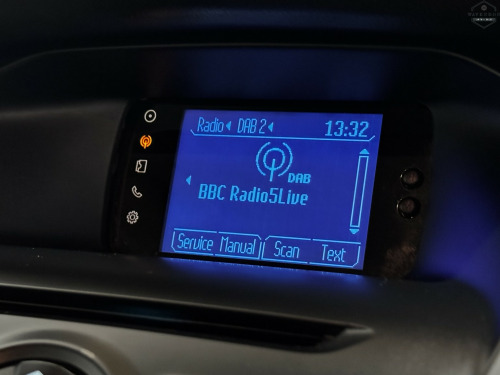 Radio DAB 2 13:32
DAB
BBC Radio5Live
Service Manual Scan Text